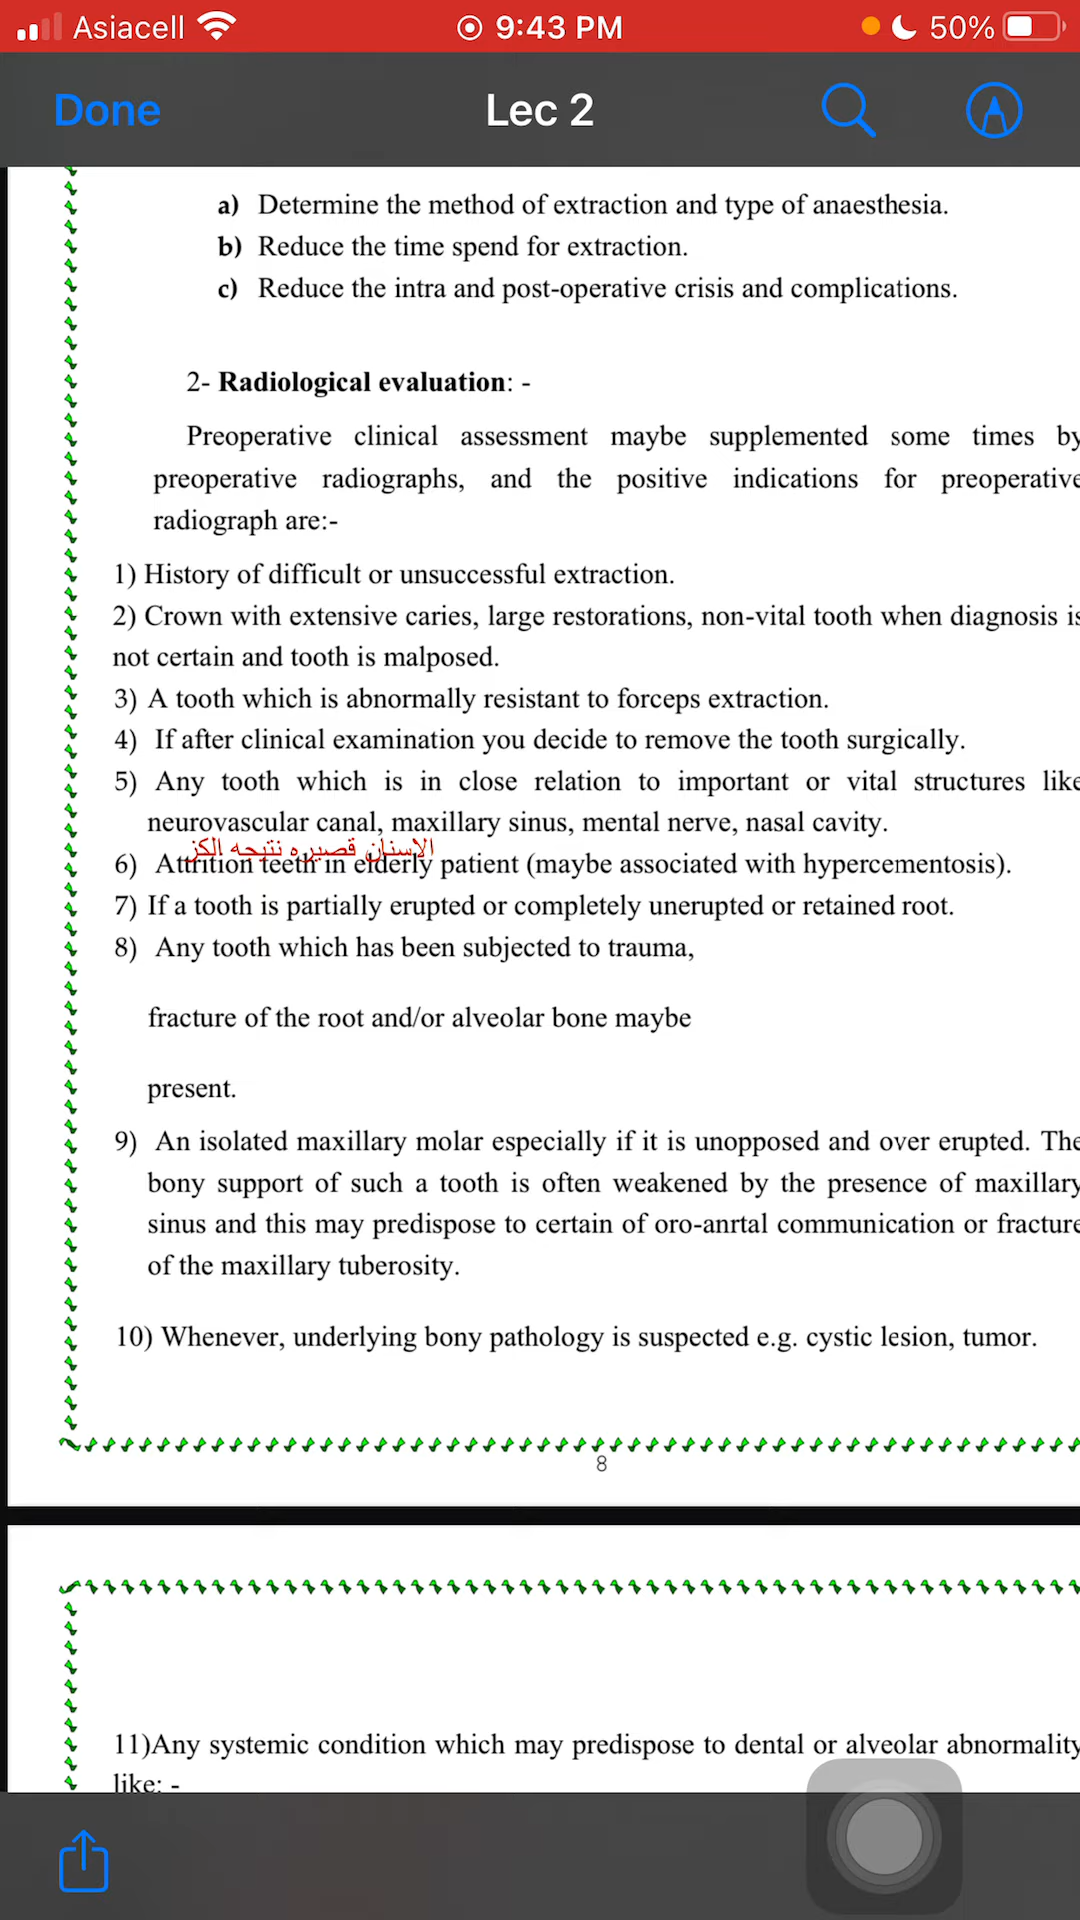 Asiacell 9:43 PM 50%
Done Lec 2
a) Determine the method of extraction and type of anaesthesia.
b) Reduce the time spend for extraction.
c) Reduce the intra and post-operative crisis and complications.
2- Radiological evaluation: -
Preoperative clinical assessment maybe supplemented some times by
preoperative radiographs, and the positive indications for preoperative
radiograph are:-
1) History of difficult or unsuccessful extraction.
2) Crown with extensive caries, large restorations, non-vital tooth when diagnosis is
not certain and tooth is malposed.
3) A tooth which is abnormally resistant to forceps extraction.
4) If after clinical examination you decide to remove the tooth surgically.
5) Any tooth which is in close relation to important or vital structures like
neurovascular canal, maxillary sinus, mental nerve, nasal cavity.
الاسنان قصيره نتيجه الكز
6) Attrition teeth in elderly patient (maybe associated with hypercementosis).
7) If a tooth is partially erupted or completely unerupted or retained root.
8) Any tooth which has been subjected to trauma,
fracture of the root and/or alveolar bone maybe
present.
9) An isolated maxillary molar especially if it is unopposed and over erupted. The
bony support of such a tooth is often weakened by the presence of maxillary
sinus and this may predispose to certain of oro-anrtal communication or fracture
of the maxillary tuberosity.
10) Whenever, underlying bony pathology is suspected e.g. cystic lesion, tumor.
8
11)Any systemic condition which may predispose to dental or alveolar abnormality
like: -